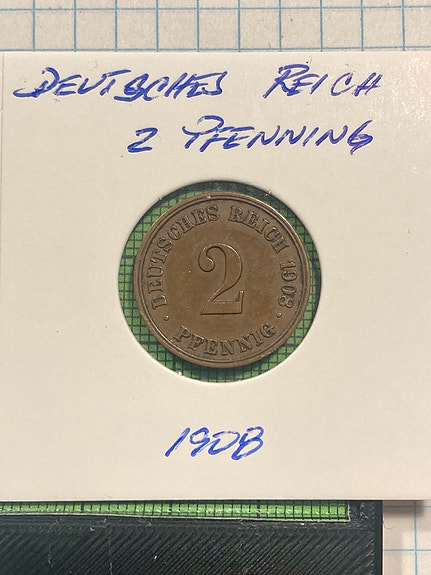 DEUTSCHES REICH
2 PFENNING
DEUTSCHES REICH 1908
2
· PFENNIG ·
1908